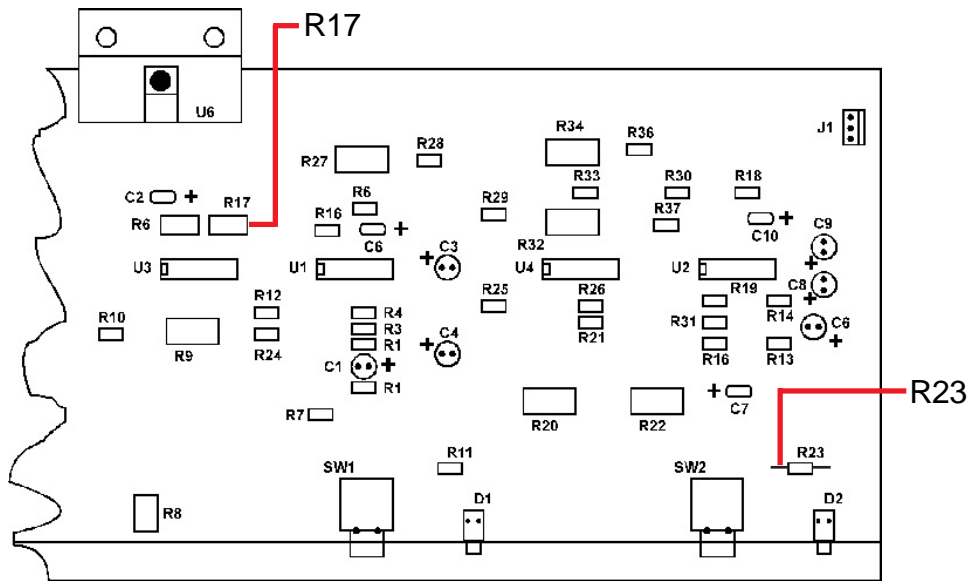 R17
U6
J1
R34
R36
R27
R28
C2 +
R6
R33
R30
R18
R6
R17
R16
R29
R37
C9
C6 +
R32
C10 +
+ C3
+
U3
U1
U4
U2
C8
+
R12
R4
R25
R26
R19
R14
C6
+
R10
R3
R21
R31
R9
R24
R1
+ C4
R16
R13
C1 +
R1
+
C7
R23
R7
R20
R22
R11
R23
SW1
SW2
R8
D1
D2